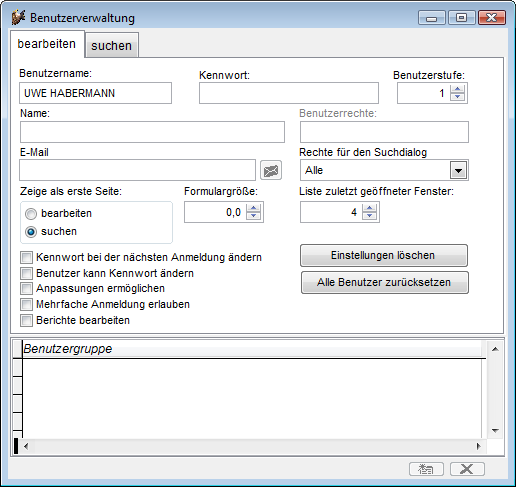 Benutzerverwaltung
bearbeiten suchen
Benutzername: Kennwort: Benutzerstufe:
UWE HABERMANN 1
Name: Benutzerrechte:
E-Mail Rechte für den Suchdialog
Alle
Zeige als erste Seite: Formulargröße: Liste zuletzt geöffneter Fenster:
bearbeiten 0,0 4
suchen
Kennwort bei der nächsten Anmeldung ändern Einstellungen löschen
Benutzer kann Kennwort ändern
Anpassungen ermöglichen Alle Benutzer zurücksetzen
Mehrfache Anmeldung erlauben
Berichte bearbeiten
Benutzergruppe